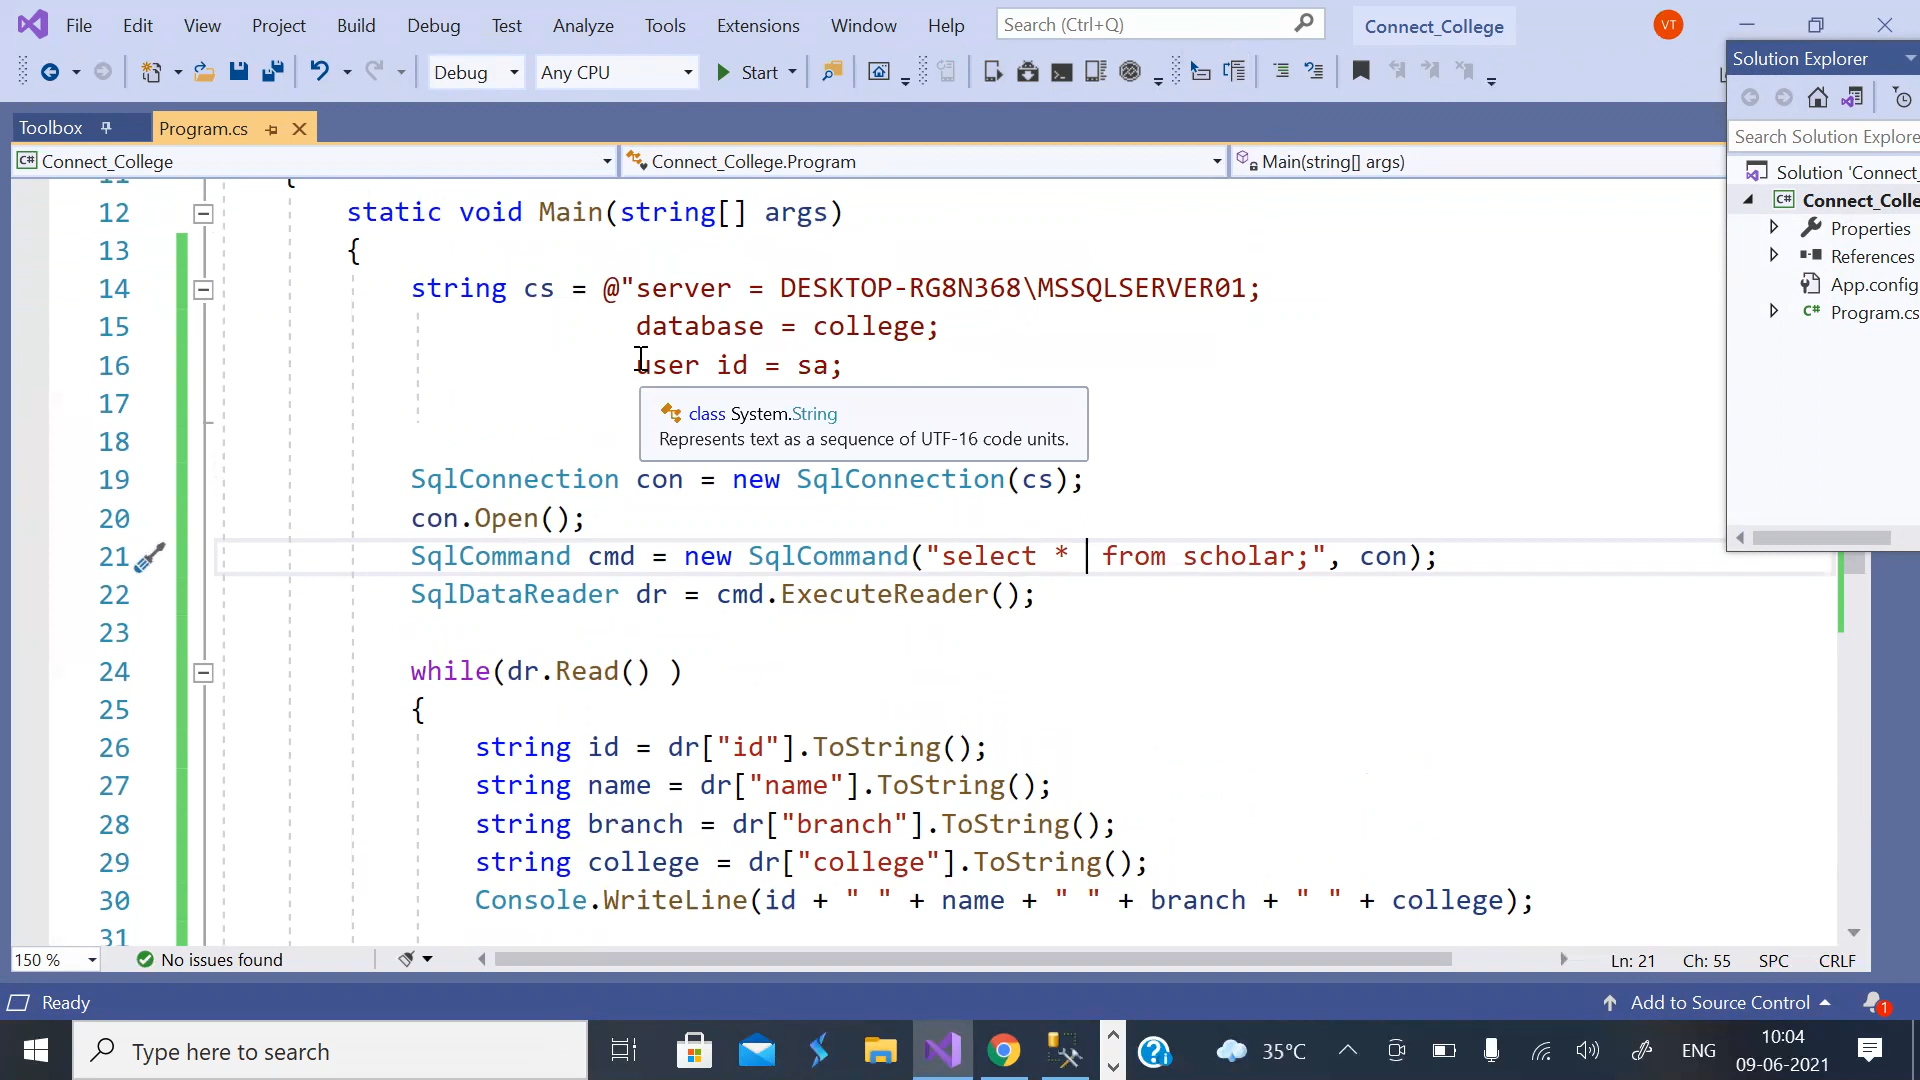 File Edit View Project Build Debug Test Analyze Tools Extensions Window Help Search (Ctrl+Q) Connect_College VT
Debug Any CPU Start
Solution Explorer
Search Solution Explore
Solution 'Connect_
Connect_Colle
Properties
References
App.config
Program.cs
Toolbox Program.cs
C# Connect_College Connect_College.Program Main(string[] args)
11 {
12 static void Main(string[] args)
13 {
14 string cs = @"server = DESKTOP-RG8N368\MSSQLSERVER01;
15 database = college;
16 user id = sa;
17
class System.String
Represents text as a sequence of UTF-16 code units.
18
19 SqlConnection con = new SqlConnection(cs);
20 con.Open();
21 SqlCommand cmd = new SqlCommand("select * from scholar;", con);
22 SqlDataReader dr = cmd.ExecuteReader();
23
24 while(dr.Read() )
25 {
26 string id = dr["id"].ToString();
27 string name = dr["name"].ToString();
28 string branch = dr["branch"].ToString();
29 string college = dr["college"].ToString();
30 Console.WriteLine(id + " " + name + " " + branch + " " + college);
31
150 % No issues found Ln: 21 Ch: 55 SPC CRLF
Ready Add to Source Control 1
Type here to search 35°C ENG 10:04
09-06-2021